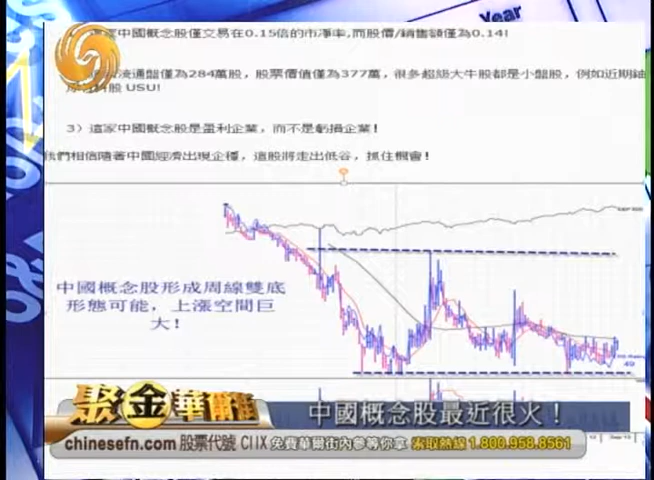 Year
中國概念股僅交易在0.15倍的市淨率,而股價/銷售額僅為0.14!
流通盤僅為284萬股，股票價值僅為377萬，很多超級大牛股都是小盤股，例如近期
股 USU!
3）這家中國概念股是盈利企業，而不是虧損企業！
我們相信隨著中國經濟出現企穩，這股將走出低谷，抓住機會！
中國概念股形成周線雙底
形態可能，上漲空間巨
大！
49
聚金華爾街
中國概念股最近很火！
chinesefn.com 股票代號 CIIX 免費華爾街內參等你拿 索取熱線 1.800.958.8561